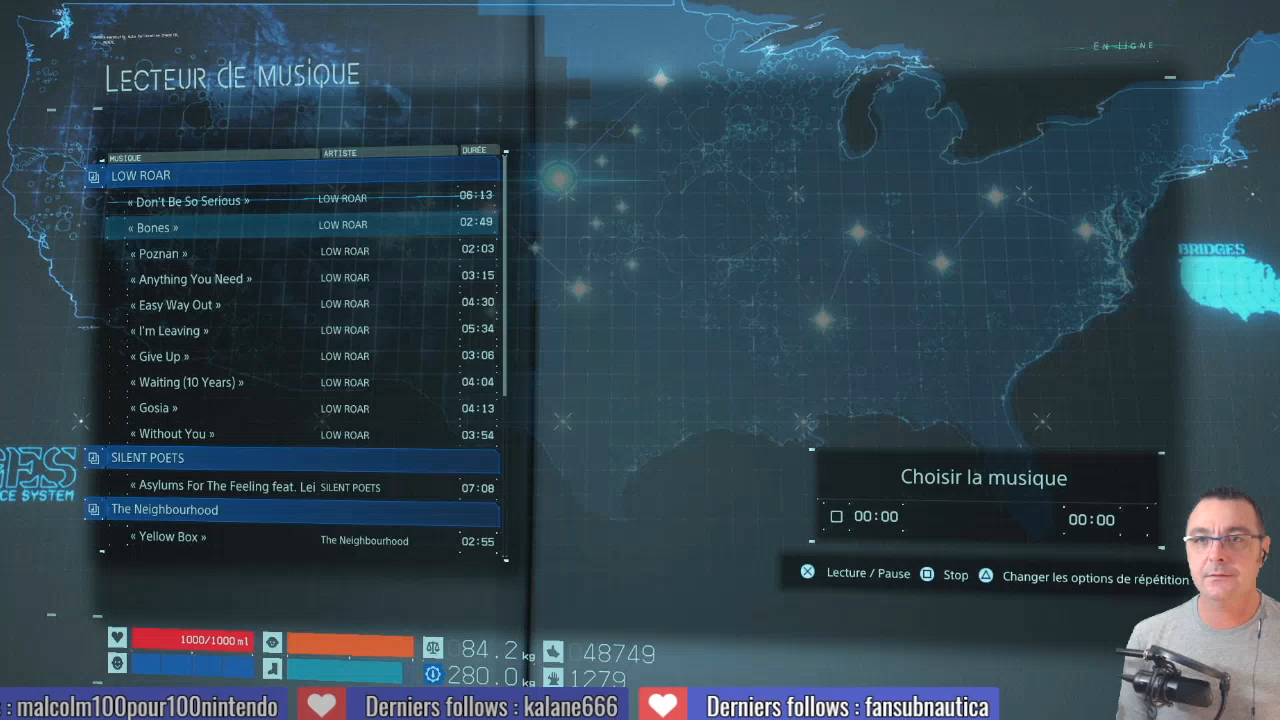 EN LIGNE
LECTEUR DE MUSIQUE
MUSIQUE ARTISTE DURÉE
LOW ROAR
« Don't Be So Serious » LOW ROAR 06:13
« Bones » LOW ROAR 02:49
« Poznan » LOW ROAR 02:03
« Anything You Need » LOW ROAR 03:15
« Easy Way Out » LOW ROAR 04:30
« I'm Leaving » LOW ROAR 05:34
« Give Up » LOW ROAR 03:06
« Waiting (10 Years) » LOW ROAR 04:04
« Gosia » LOW ROAR 04:13
« Without You » LOW ROAR 03:54
SILENT POETS
« Asylums For The Feeling feat. Lei SILENT POETS 07:08
The Neighbourhood
« Yellow Box » The Neighbourhood 02:55
BRIDGES
GES
CE SYSTEM
Choisir la musique
00:00 00:00
Lecture / Pause Stop Changer les options de répétition
1000/1000 ml
84.2 kg 48749
280.0 kg 1279
: malcolm100pour100nintendo Derniers follows : kalane666 Derniers follows : fansubnautica